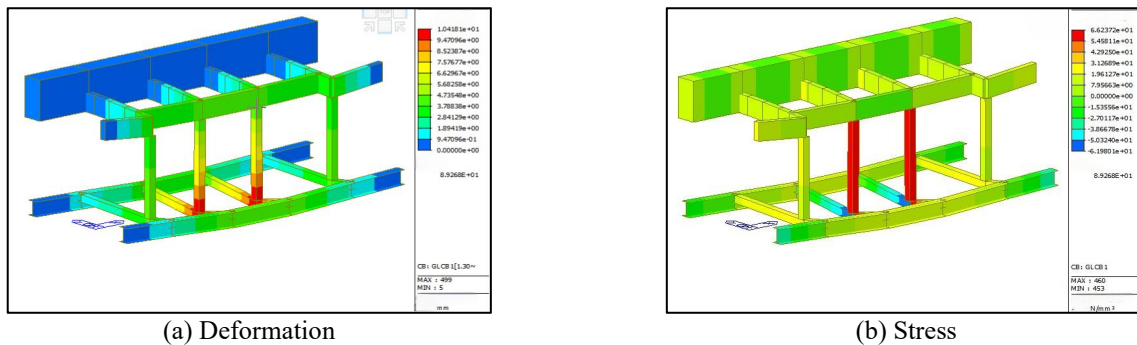 1.04181e+01
9.47096e+00
8.52387e+00
7.57677e+00
6.62967e+00
5.68258e+00
4.73548e+00
3.78838e+00
2.84129e+00
1.89419e+00
9.47096e-01
0.00000e+00
8.9268E+01
CB: GLCB1[1.30~
MAX : 499
MIN : 5
mm
(a) Deformation
6.62372e+01
5.45811e+01
4.29250e+01
3.12689e+01
1.96127e+01
7.95663e+00
0.00000e+00
-1.53556e+01
-2.70117e+01
-3.86678e+01
-5.03240e+01
-6.19801e+01
8.9268E+01
CB: GLCB1
MAX : 460
MIN : 453
N/mm²
(b) Stress